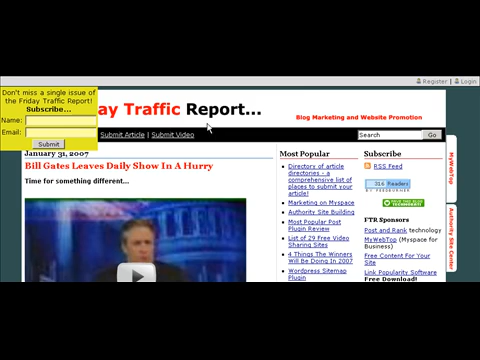 Register | Login
Don't miss a single issue of
the Friday Traffic Report!
Subscribe...
Name:
Email:
Submit
day Traffic Report...
Blog Marketing and Website Promotion
Submit Article | Submit Video
Search
Go
January 31, 2007
Bill Gates Leaves Daily Show In A Hurry
Time for something different...
Most Popular
Directory of article
directories - a
comprehensive list of
places to submit your
article!
Marketing on Myspace
Authority Site Building
Most Popular Post
Plugin Review
List of 29 Free Video
Sharing Sites
4 Things The Winners
Will Be Doing In 2007
Wordpress Sitemap
Plugin
Subscribe
RSS Feed
316 Readers
BY FEEDBURNER
FTR Sponsors
Post and Rank technology
MyWebTop (Myspace for
Business)
Free Content For Your
Site
Link Popularity Software
Free Download!
MyWebTop
Authority Site Center